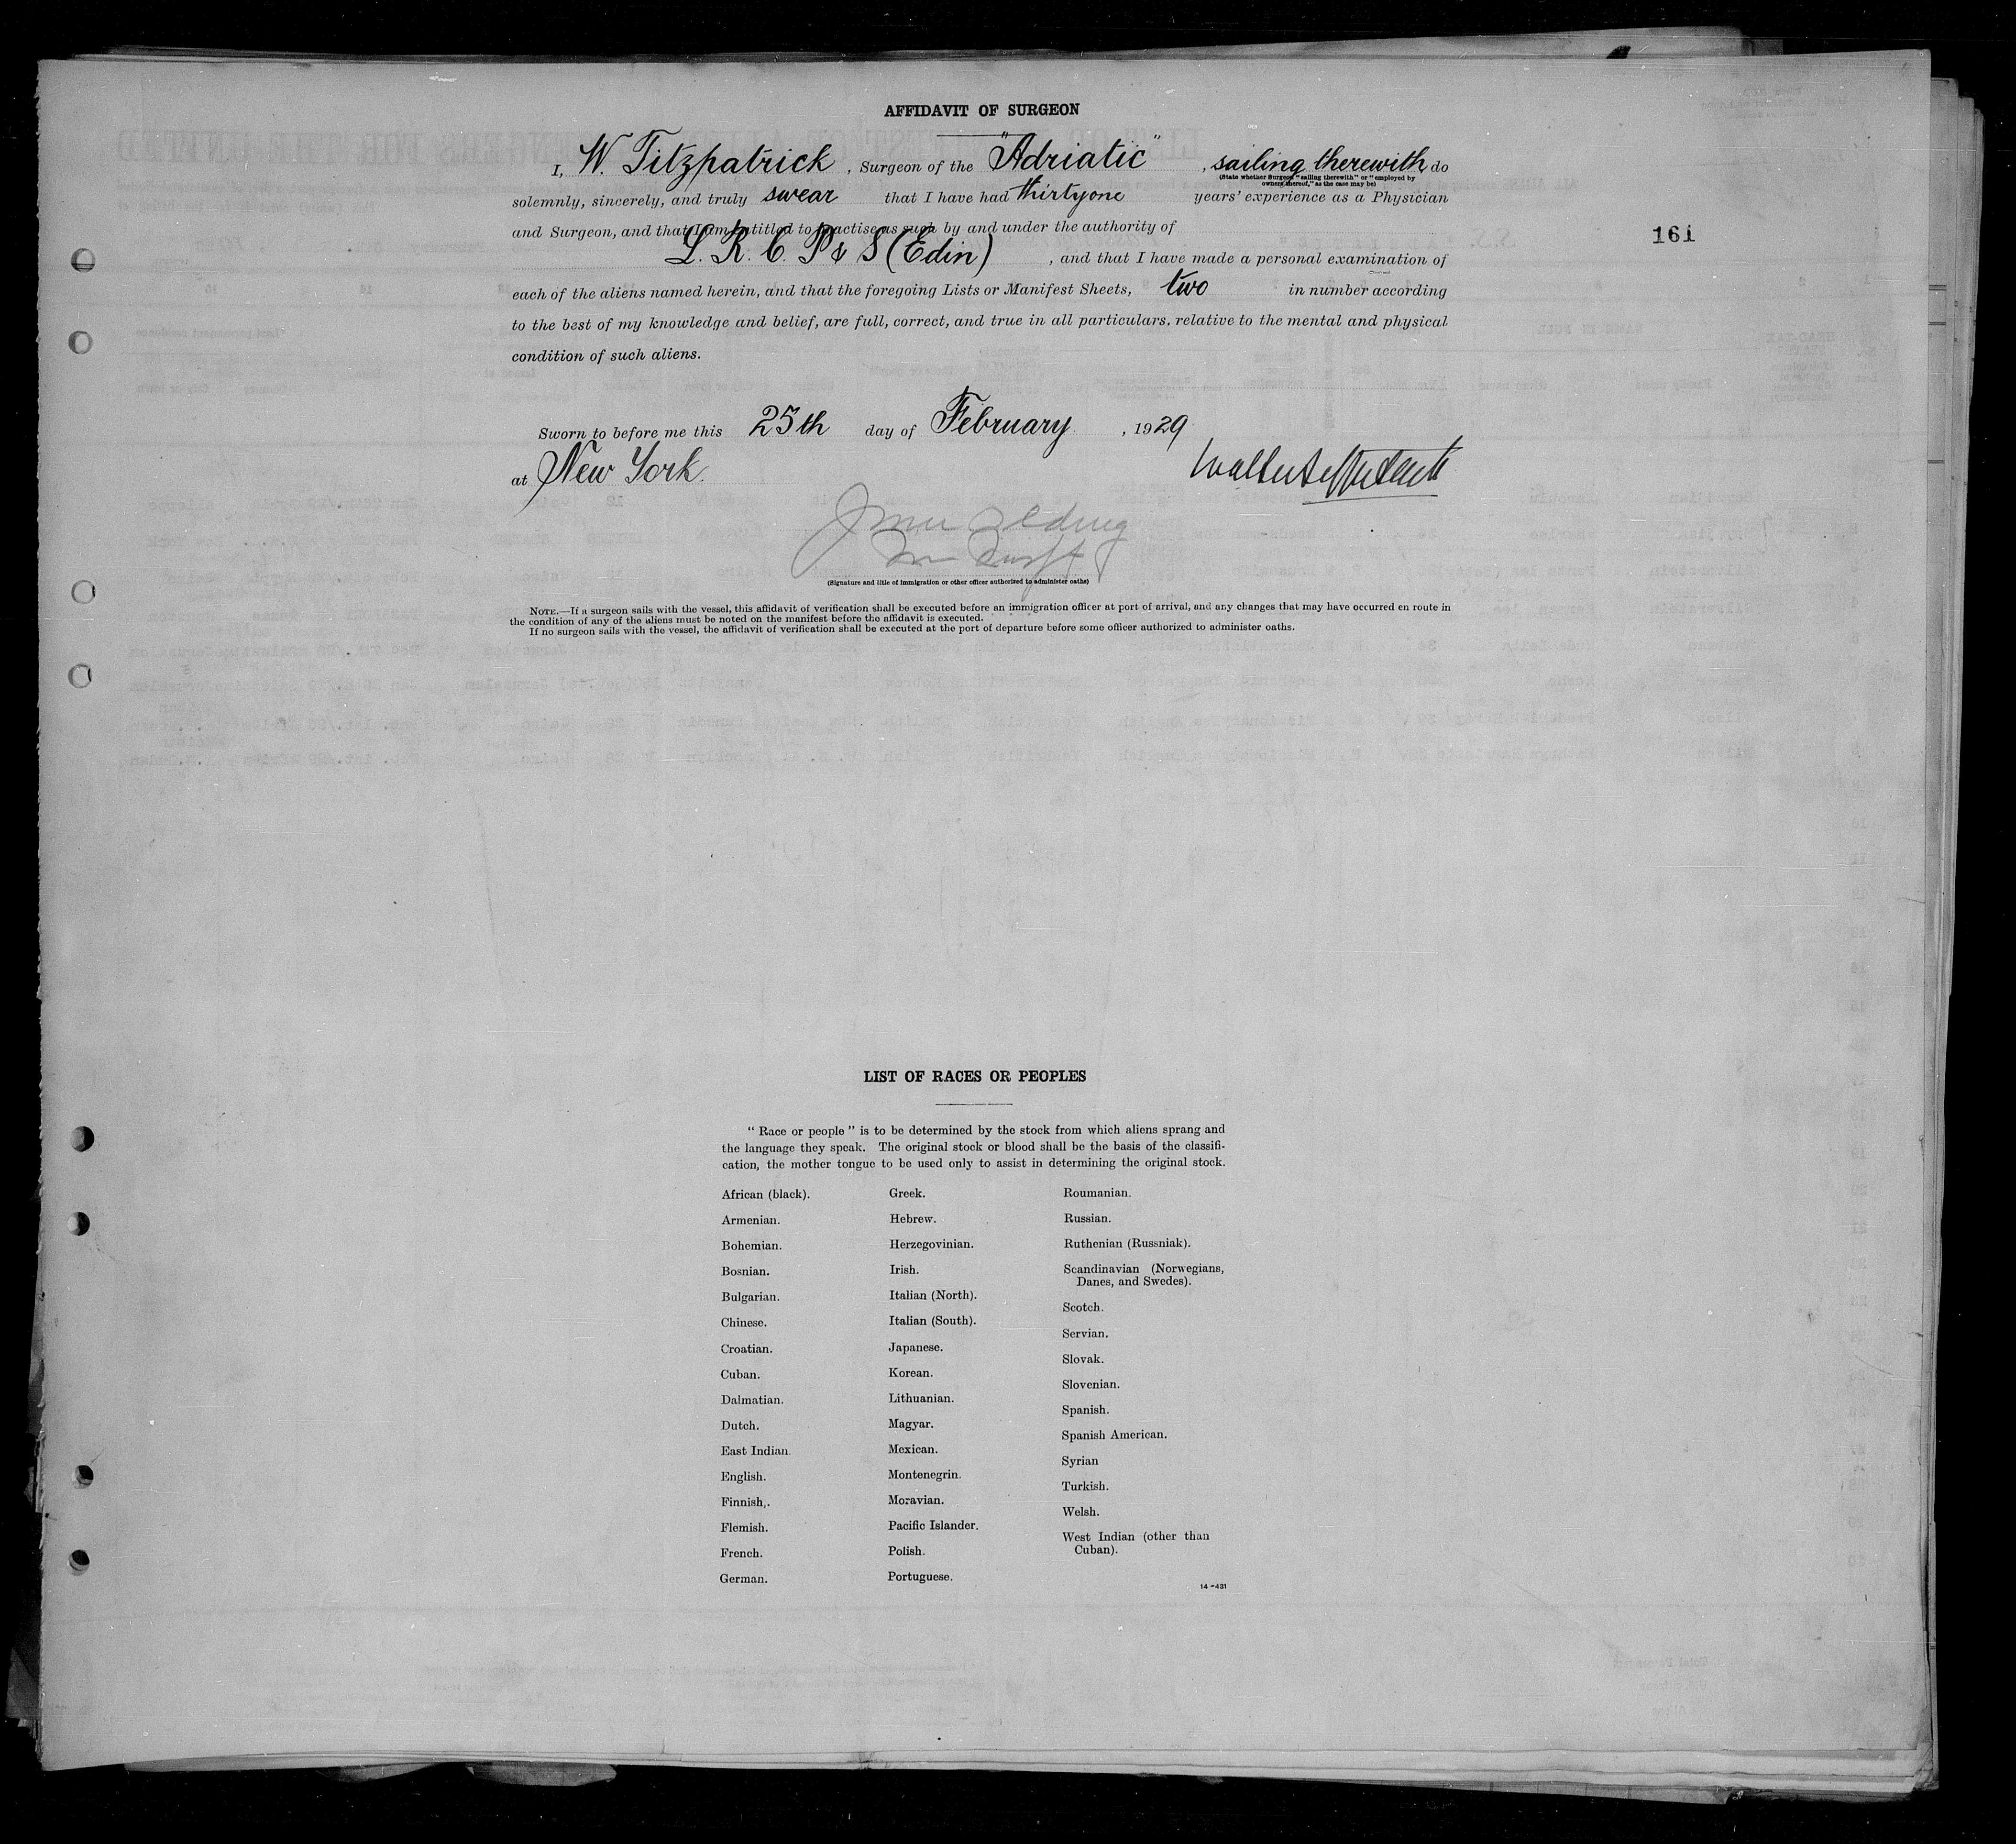 AFFIDAVIT OF SURGEON
I, W. Fitzpatrick, Surgeon of the "Adriatic", sailing therewith, do
(State whether Surgeon "sailing therewith" or "employed by
owners thereof," as the case may be)
solemnly, sincerely, and truly swear that I have had thirtyone years' experience as a Physician
and Surgeon, and that I am entitled to practise as such by and under the authority of
L. R. C. P & S (Edin), and that I have made a personal examination of
each of the aliens named herein, and that the foregoing Lists or Manifest Sheets, two in number according
to the best of my knowledge and belief, are full, correct, and true in all particulars, relative to the mental and physical
condition of such aliens.
161
Sworn to before me this 25th day of February, 1929
at New York.
(Signature and title of immigration or other officer authorized to administer oaths)
NOTE.—If a surgeon sails with the vessel, this affidavit of verification shall be executed before an immigration officer at port of arrival, and any changes that may have occurred en route in
the condition of any of the aliens must be noted on the manifest before the affidavit is executed.
If no surgeon sails with the vessel, the affidavit of verification shall be executed at the port of departure before some officer authorized to administer oaths.
LIST OF RACES OR PEOPLES
"Race or people" is to be determined by the stock from which aliens sprang and
the language they speak. The original stock or blood shall be the basis of the classifi-
cation, the mother tongue to be used only to assist in determining the original stock.
African (black).
Armenian.
Bohemian.
Bosnian.
Bulgarian.
Chinese.
Croatian.
Cuban.
Dalmatian.
Dutch.
East Indian.
English.
Finnish.
Flemish.
French.
German.
Greek.
Hebrew.
Herzegovinian.
Irish.
Italian (North).
Italian (South).
Japanese.
Korean.
Lithuanian.
Magyar.
Mexican.
Montenegrin.
Moravian.
Pacific Islander.
Polish.
Portuguese.
Roumanian.
Russian.
Ruthenian (Russniak).
Scandinavian (Norwegians,
Danes, and Swedes).
Scotch.
Servian.
Slovak.
Slovenian.
Spanish.
Spanish American.
Syrian
Turkish.
Welsh.
West Indian (other than
Cuban).
14-431